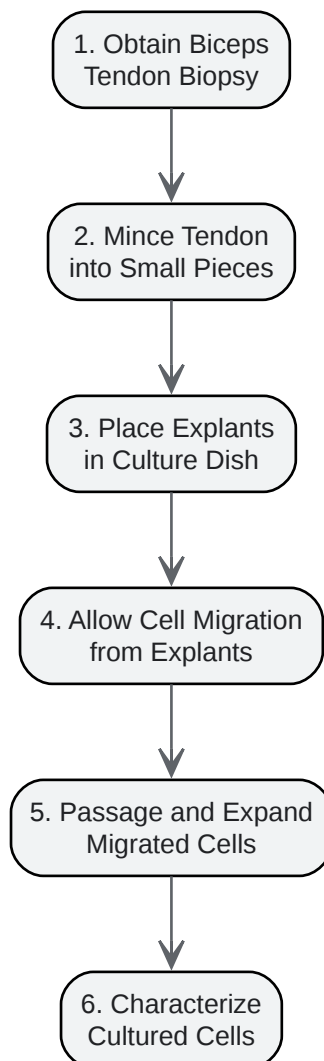 1. Obtain Biceps
Tendon Biopsy
2. Mince Tendon
into Small Pieces
3. Place Explants
in Culture Dish
4. Allow Cell Migration
from Explants
5. Passage and Expand
Migrated Cells
6. Characterize
Cultured Cells